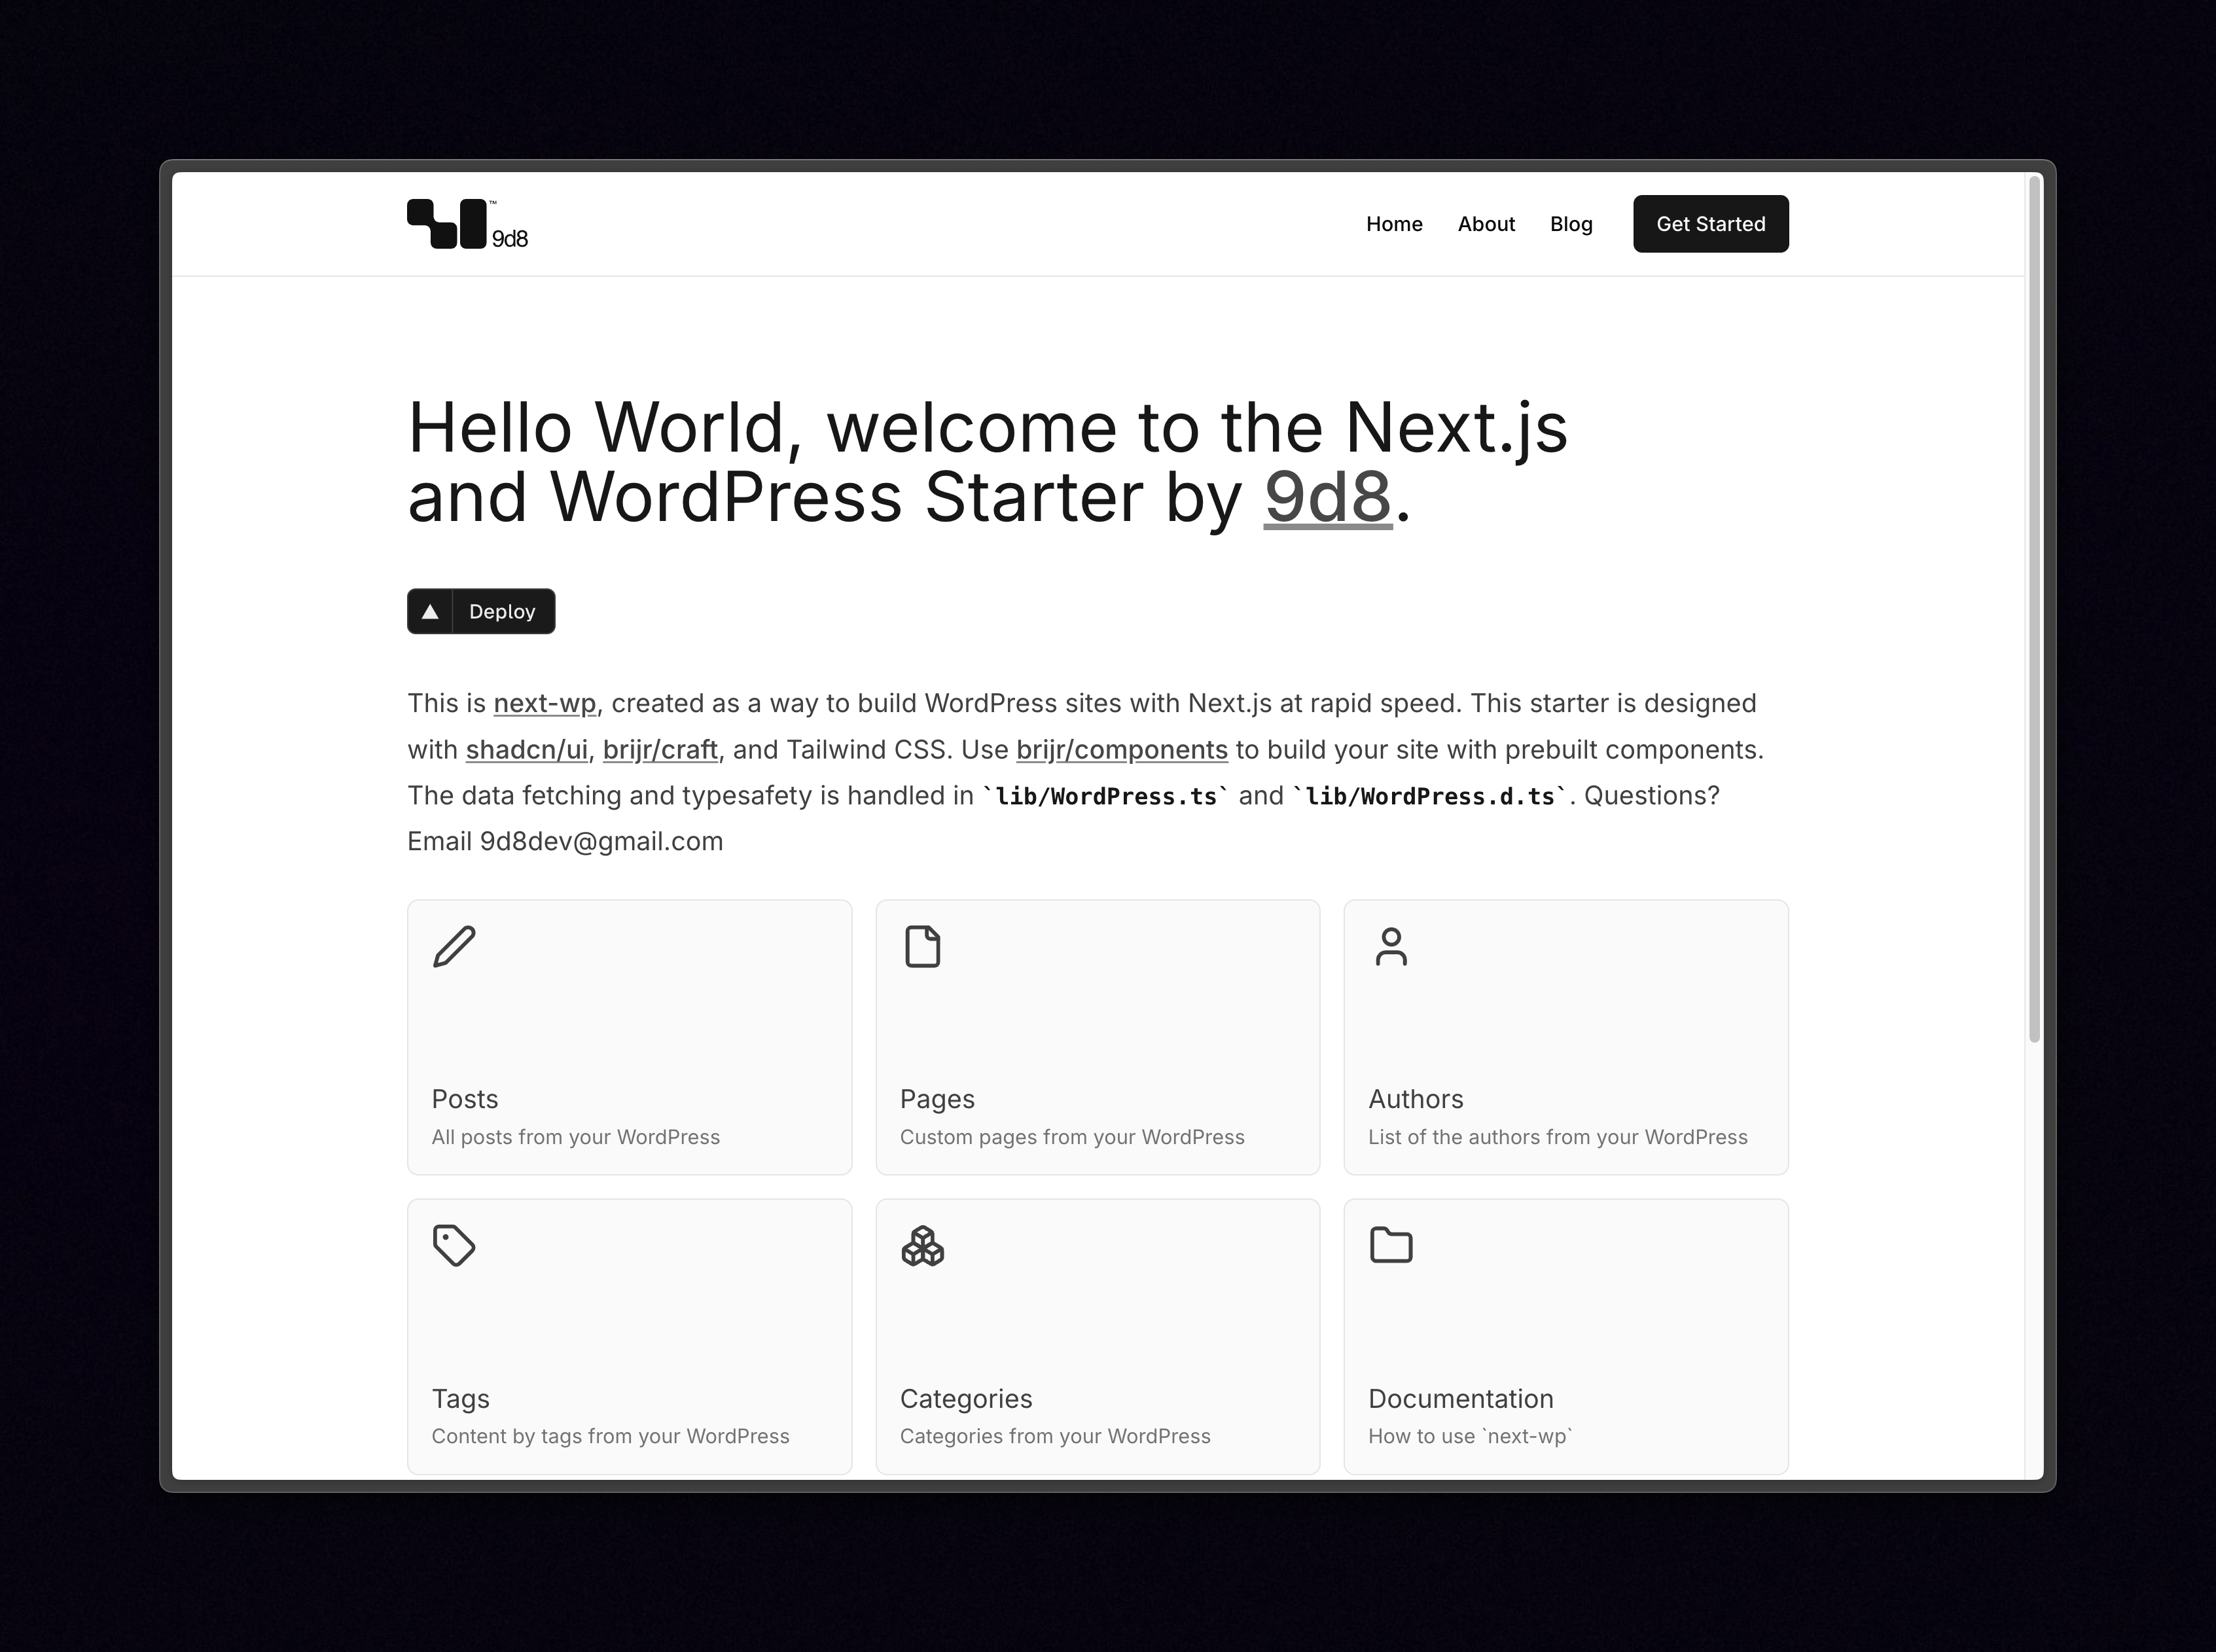 ™
9d8
Home About Blog Get Started
Hello World, welcome to the Next.js
and WordPress Starter by 9d8.
Deploy
This is next-wp, created as a way to build WordPress sites with Next.js at rapid speed. This starter is designed
with shadcn/ui, brijr/craft, and Tailwind CSS. Use brijr/components to build your site with prebuilt components.
The data fetching and typesafety is handled in `lib/WordPress.ts` and `lib/WordPress.d.ts`. Questions?
Email 9d8dev@gmail.com
Posts
All posts from your WordPress
Pages
Custom pages from your WordPress
Authors
List of the authors from your WordPress
Tags
Content by tags from your WordPress
Categories
Categories from your WordPress
Documentation
How to use `next-wp`